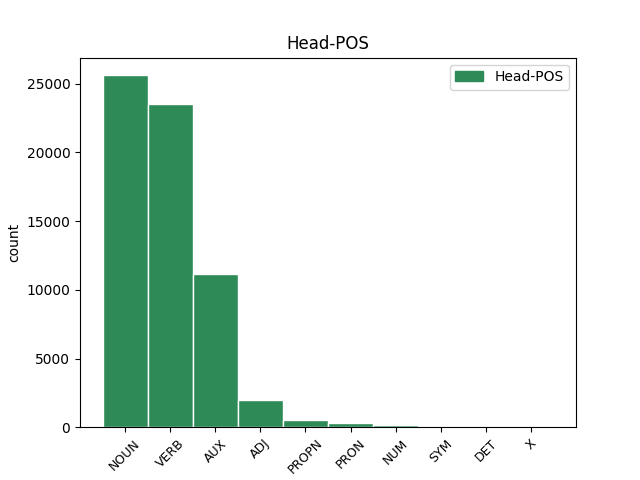 Head-POS
Head-POS
25000
20000
15000
10000
5000
0
count
NOUN VERB AUX ADJ PROPN PRON NUM SYM DET X